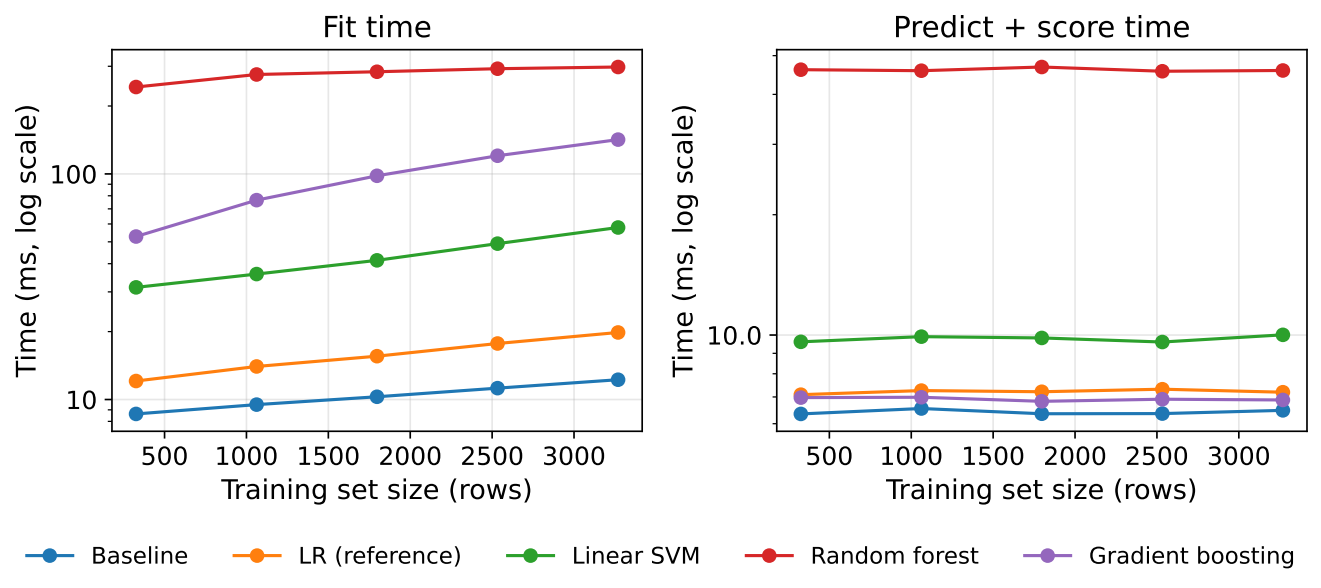 Fit time
Time (ms, log scale)
100
10
500 1000 1500 2000 2500 3000
Training set size (rows)
Predict + score time
Time (ms, log scale)
10.0
500 1000 1500 2000 2500 3000
Training set size (rows)
Baseline LR (reference) Linear SVM Random forest Gradient boosting